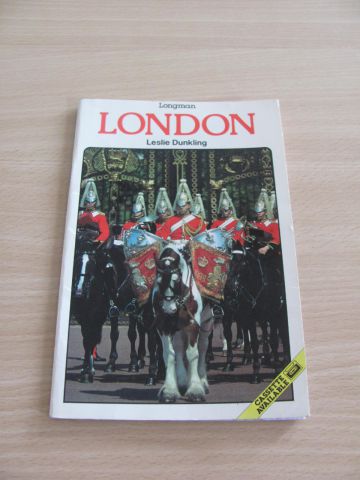 Longman
LONDON
Leslie Dunkling
CASSETTE
AVAILABLE